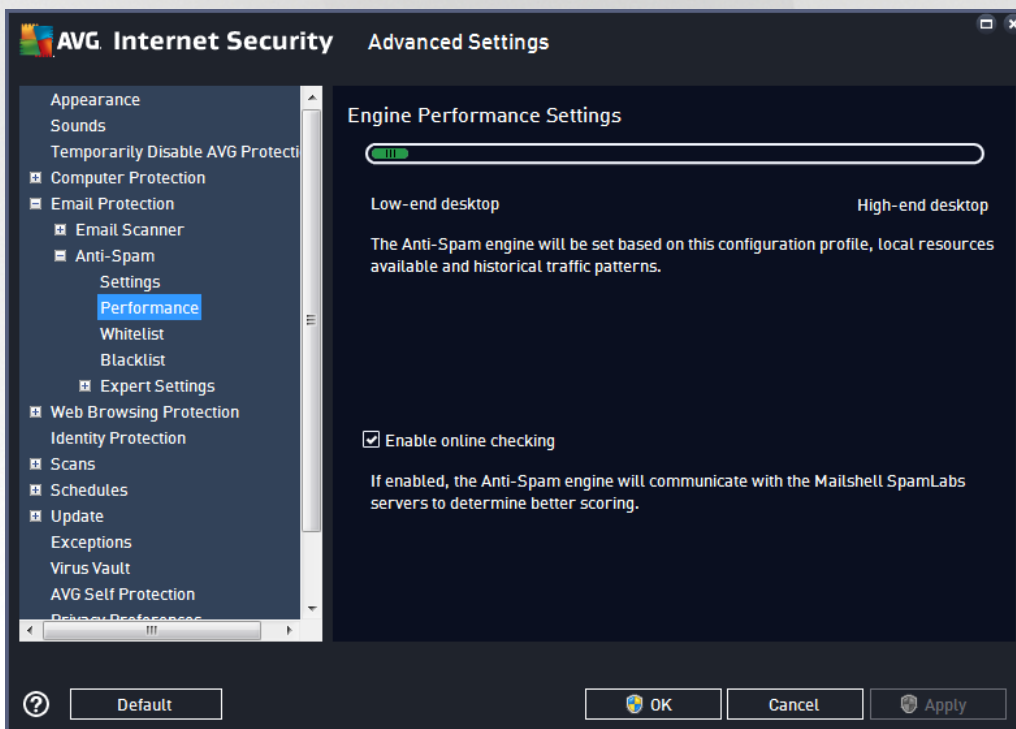 AVG. Internet Security Advanced Settings
Appearance
Sounds
Temporarily Disable AVG Protecti
Computer Protection
Email Protection
Email Scanner
Anti-Spam
Settings
Performance
Whitelist
Blacklist
Expert Settings
Web Browsing Protection
Identity Protection
Scans
Schedules
Update
Exceptions
Virus Vault
AVG Self Protection
Privacy Preferences
Engine Performance Settings
Low-end desktop High-end desktop
The Anti-Spam engine will be set based on this configuration profile, local resources
available and historical traffic patterns.
Enable online checking
If enabled, the Anti-Spam engine will communicate with the Mailshell SpamLabs
servers to determine better scoring.
? Default OK Cancel Apply